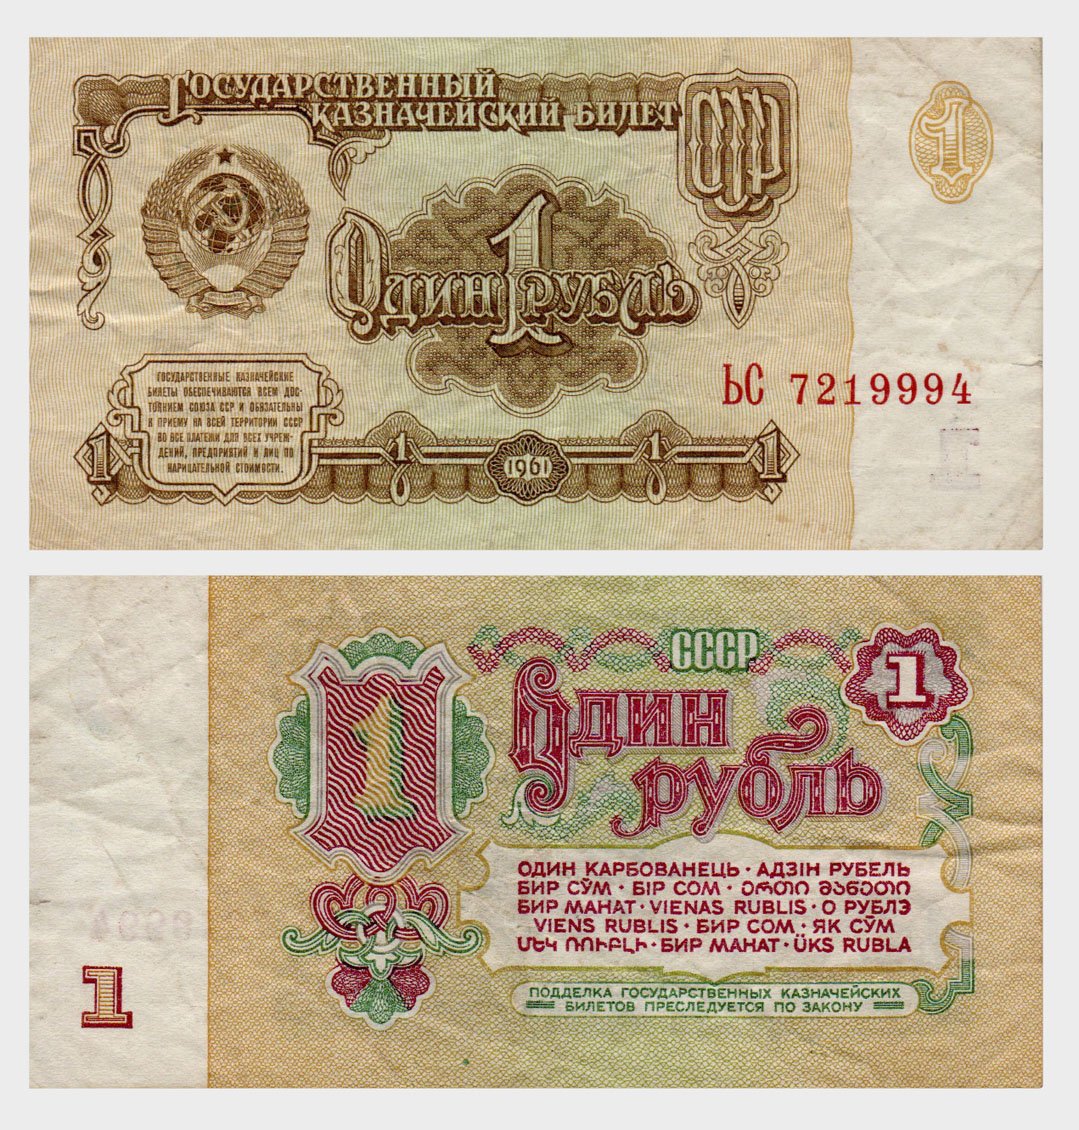 Государственный
казначейский билет
СССР
1
1
Один рубль
ЬС 7219994
Государственные казначейские
билеты обеспечиваются всем дос-
тоянием Союза ССР и обязательны
к приему на всей территории СССР
во все платежи для всех учреж-
дений, предприятий и лиц по
нарицательной стоимости.
1
1
1961
1
1
1
СССР
1
1
Один
рубль
ОДИН КАРБОВАНЕЦЬ · АДЗІН РУБЕЛЬ
БИР СЎМ · БІР СОМ · ᲔᲠᲗᲘ ᲛᲐᲜᲔᲗᲘ
БИР МАНАТ · VIENAS RUBLIS · О РУБЛЭ
VIENS RUBLIS · БИР СОМ · ЯК СЎМ
ՄԵԿ ՌՈՒԲԼԻ · БИР МАНАТ · ÜKS RUBLA
ПОДДЕЛКА ГОСУДАРСТВЕННЫХ КАЗНАЧЕЙСКИХ
БИЛЕТОВ ПРЕСЛЕДУЕТСЯ ПО ЗАКОНУ
1